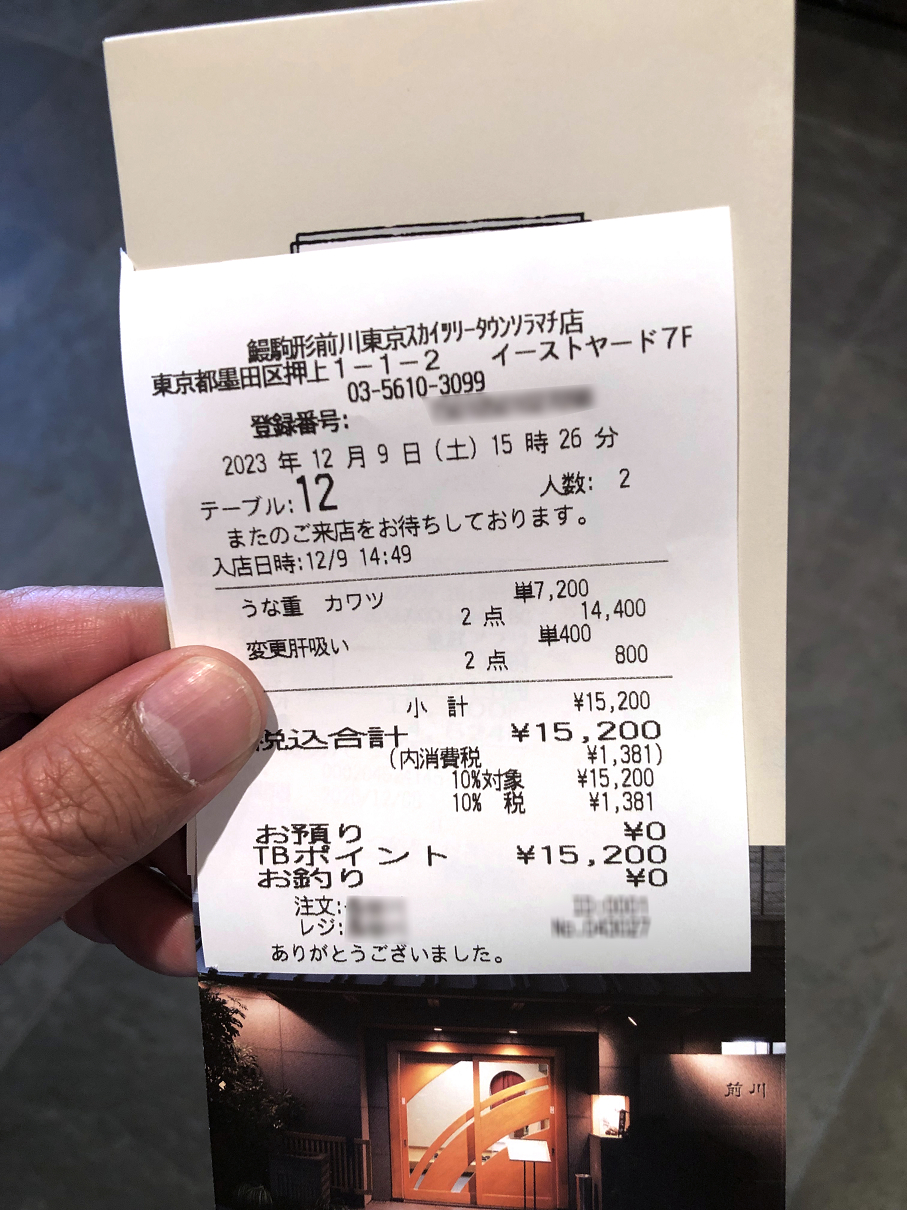 鰻駒形前川東京ｽｶｲﾂﾘｰﾀｳﾝｿﾗﾏﾁ店
東京都墨田区押上１－１－２　イーストヤード７F
03-5610-3099
登録番号:
2023 年 12 月 9 日 (土) 15 時 26 分
テーブル:12 人数: 2
またのご来店をお待ちしております。
入店日時:12/9 14:49
うな重 カワツ 単7,200
2 点 14,400
変更肝吸い 単400
2 点 800
小 計 ¥15,200
税込合計 ¥15,200
(内消費税 ¥1,381)
10%対象 ¥15,200
10% 税 ¥1,381
お預り ¥0
TBポイント ¥15,200
お釣り ¥0
注文:
レジ:
ありがとうございました。
前川